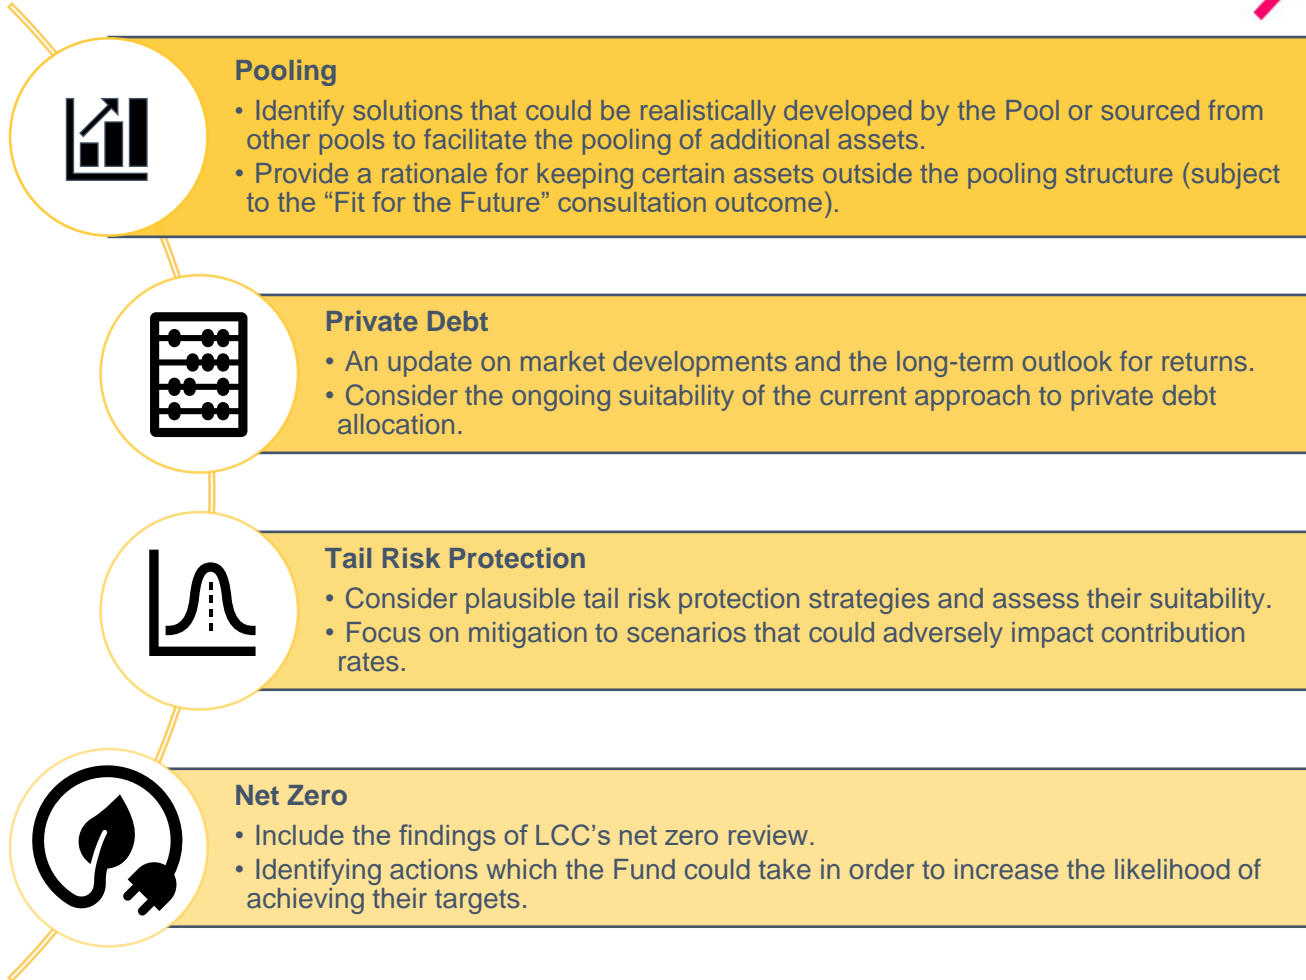 Pooling
• Identify solutions that could be realistically developed by the Pool or sourced from
other pools to facilitate the pooling of additional assets.
• Provide a rationale for keeping certain assets outside the pooling structure (subject
to the “Fit for the Future” consultation outcome).
Private Debt
• An update on market developments and the long-term outlook for returns.
• Consider the ongoing suitability of the current approach to private debt
allocation.
Tail Risk Protection
• Consider plausible tail risk protection strategies and assess their suitability.
• Focus on mitigation to scenarios that could adversely impact contribution
rates.
Net Zero
• Include the findings of LCC’s net zero review.
• Identifying actions which the Fund could take in order to increase the likelihood of
achieving their targets.